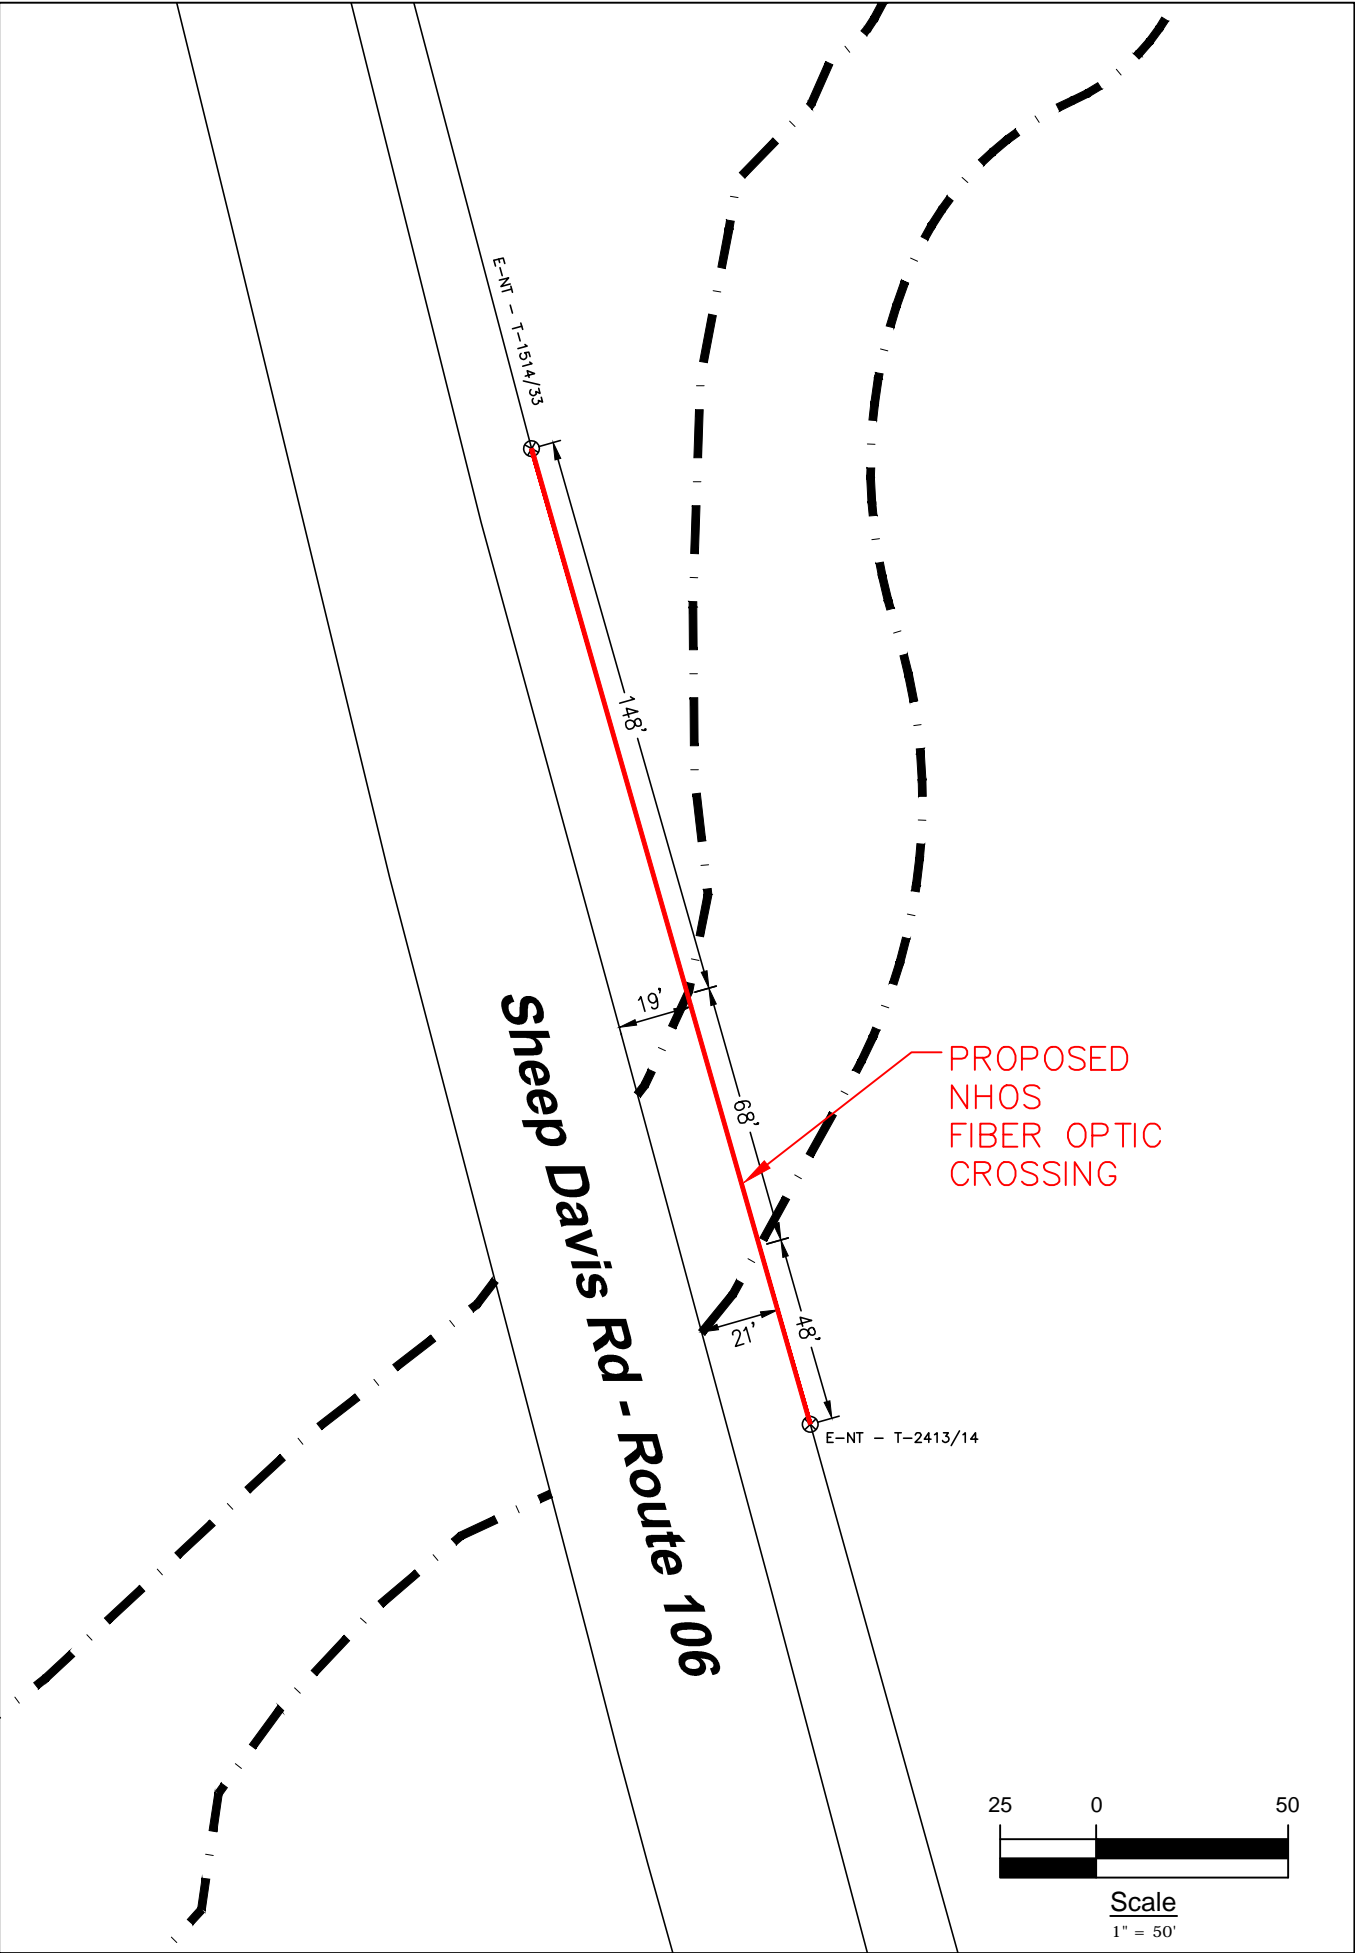 E-NT - T-1514/33
148'
19'
PROPOSED
NHOS
FIBER OPTIC
CROSSING
68'
Sheep Davis Rd - Route 106
21'
48'
E-NT - T-2413/14
25 0 50
Scale
1" = 50'